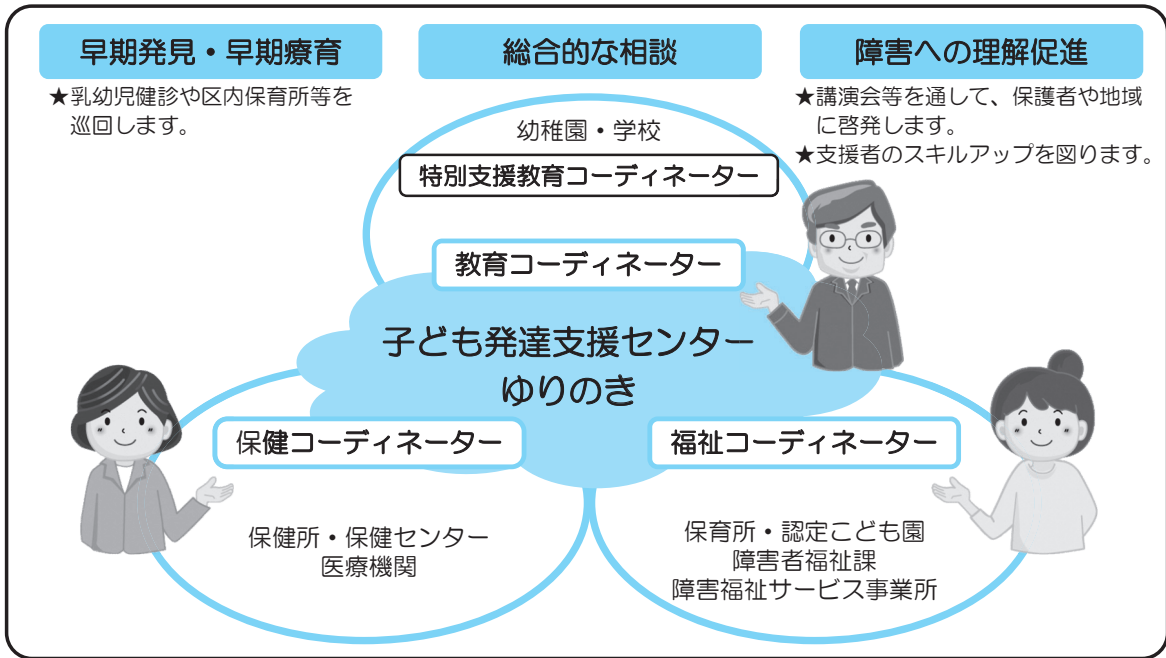 早期発見・早期療育
★乳幼児健診や区内保育所等を
巡回します。
総合的な相談
障害への理解促進
★講演会等を通して、保護者や地域
に啓発します。
★支援者のスキルアップを図ります。
幼稚園・学校
特別支援教育コーディネーター
教育コーディネーター
子ども発達支援センター
ゆりのき
保健コーディネーター
保健所・保健センター
医療機関
福祉コーディネーター
保育所・認定こども園
障害者福祉課
障害福祉サービス事業所